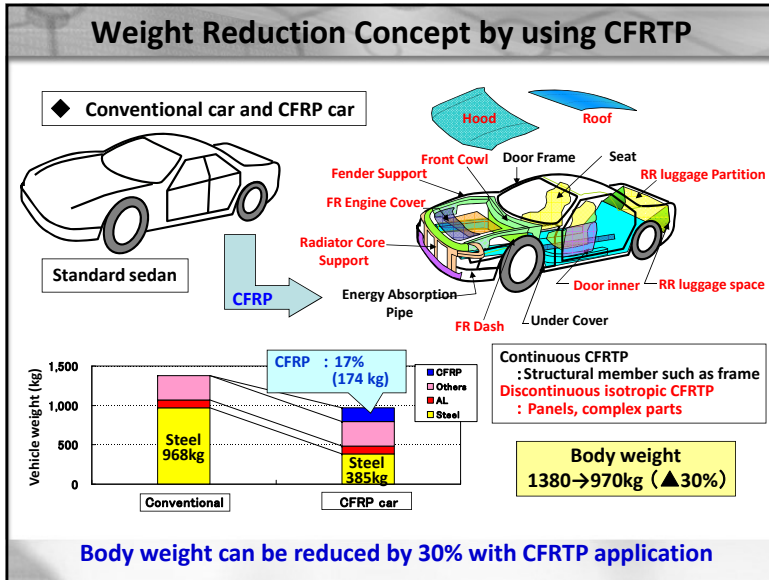 Weight Reduction Concept by using CFRTP
◆ Conventional car and CFRP car
Hood
Roof
Front Cowl
Door Frame
Seat
Fender Support
RR luggage Partition
FR Engine Cover
Radiator Core
Support
Standard sedan
CFRP
Energy Absorption
Pipe
FR Dash
Under Cover
Door inner
RR luggage space
Continuous CFRTP
:Structural member such as frame
Discontinuous isotropic CFRTP
: Panels, complex parts
CFRP : 17%
(174 kg)
CFRP
Others
AL
Steel
Vehicle weight (kg)
1,500
1,000
500
0
Steel
968kg
Steel
385kg
Conventional
CFRP car
Body weight
1380→970kg (▲30%)
Body weight can be reduced by 30% with CFRTP application